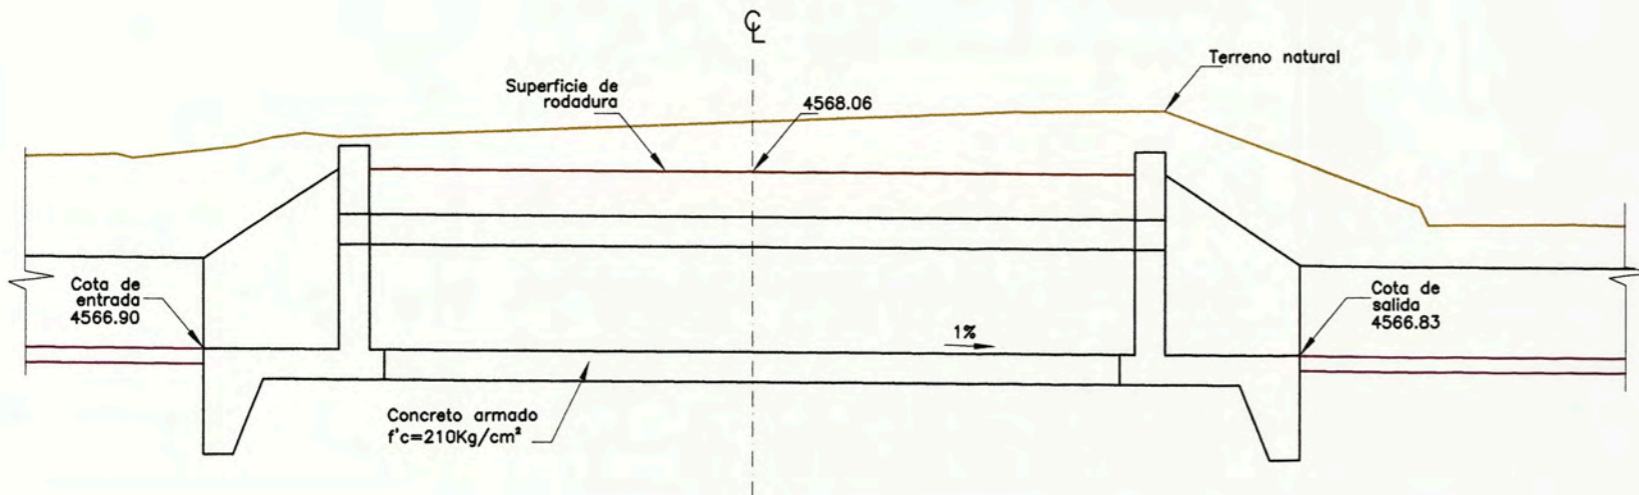 ℄
Terreno natural
Superficie de
rodadura
4568.06
Cota de
entrada
4566.90
Cota de
salida
4566.83
1%
Concreto armado
f'c=210Kg/cm²